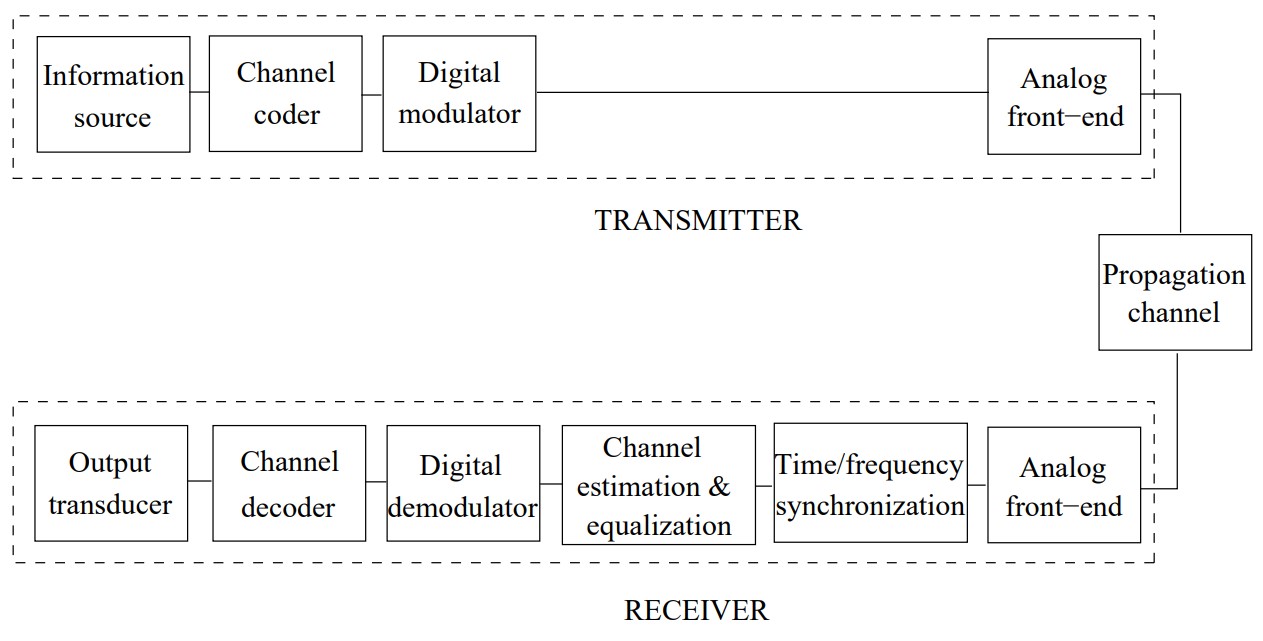 Information
source
Channel
coder
Digital
modulator
Analog
front−end
TRANSMITTER
Propagation
channel
Output
transducer
Channel
decoder
Digital
demodulator
Channel
estimation &
equalization
Time/frequency
synchronization
Analog
front−end
RECEIVER